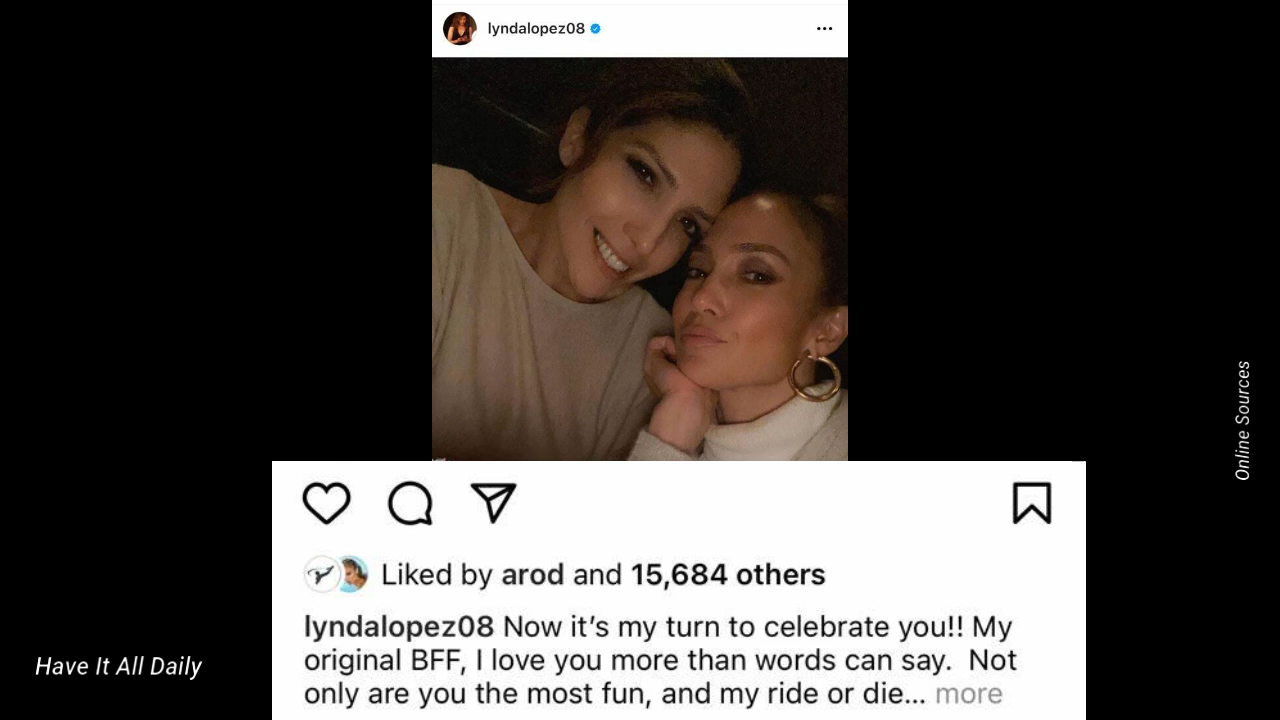 lyndalopez08
Liked by arod and 15,684 others
lyndalopez08 Now it's my turn to celebrate you!! My
original BFF, I love you more than words can say.  Not
only are you the most fun, and my ride or die... more
Have It All Daily
Online Sources